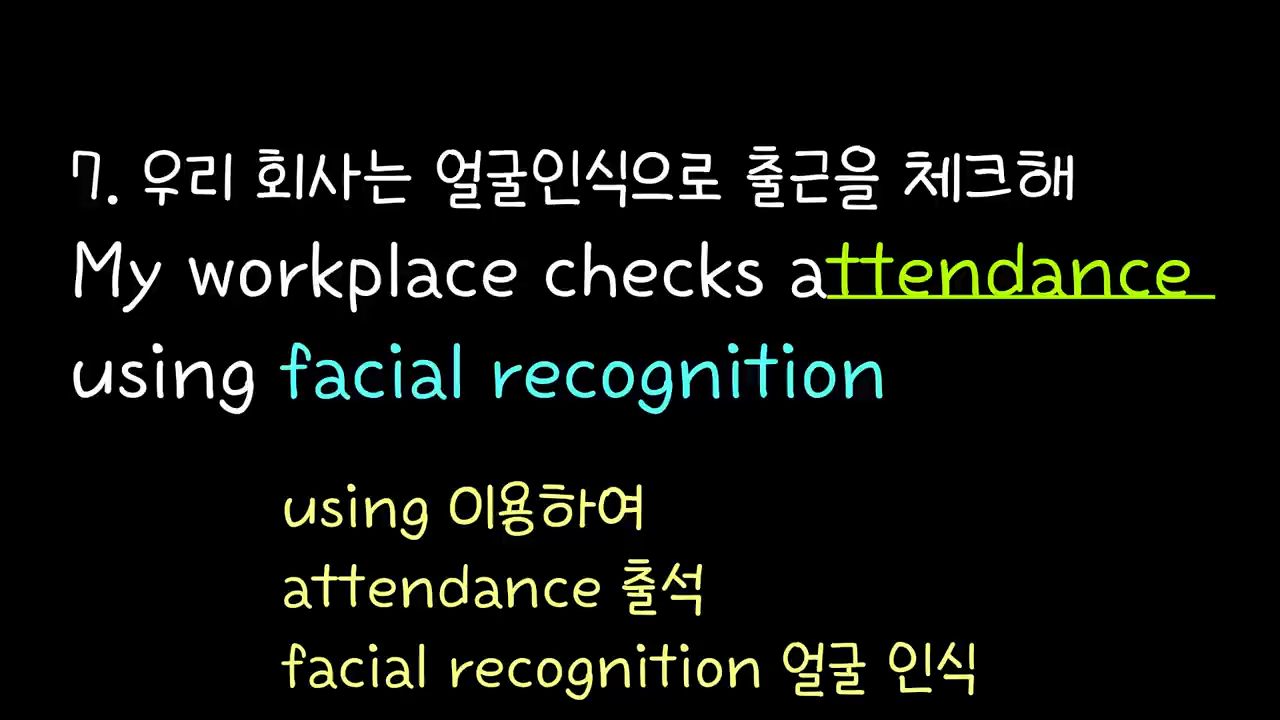 7. 우리 회사는 얼굴인식으로 출근을 체크해
My workplace checks attendance
using facial recognition
using 이용하여
attendance 출석
facial recognition 얼굴 인식